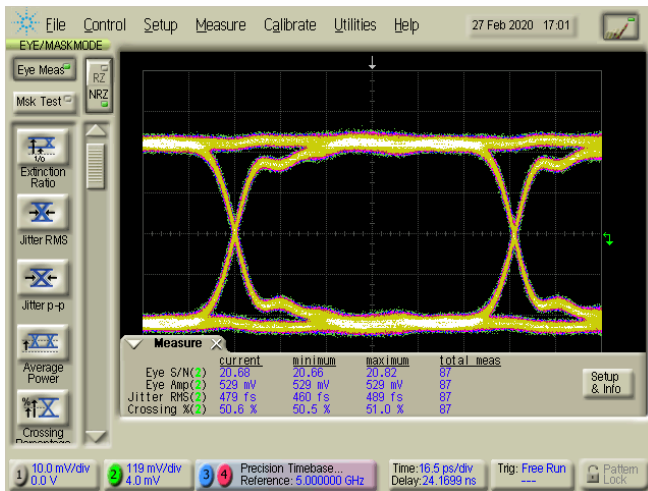 File Control Setup Measure Calibrate Utilities Help 27 Feb 2020 17:01
EYE/MASKMODE
Eye Meas
RZ
NRZ
Msk Test
1/0
Extinction
Ratio
Jitter RMS
Jitter p-p
Average
Power
%
Crossing
Measure
current minimum maximum total meas
Eye S/N(2) 20.68 20.66 20.82 87
Eye Amp(2) 529 mV 529 mV 529 mV 87
Jitter RMS(2) 479 fs 460 fs 489 fs 87
Crossing %(2) 50.6 % 50.5 % 51.0 % 87
Setup
& Info
1 10.0 mV/div
0.0 V
2 119 mV/div
4.0 mV
3 4 Precision Timebase...
Reference: 5.000000 GHz
Time:16.5 ps/div
Delay:24.1699 ns
Trig: Free Run
---
Pattern
Lock